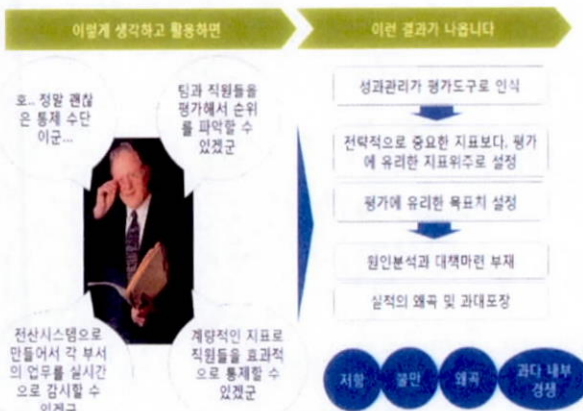 이렇게 생각하고 활용하면
이런 결과가 나옵니다
호.. 정말 괜찮
은 통제 수단
이군...
팀과 직원들을
평가해서 순위
를 파악할 수
있겠군
전산시스템으로
만들어서 각 부서
의 업무를 실시간
으로 감시할 수
있겠군
계량적인 지표로
직원들을 효과적
으로 통제할 수
있겠군
성과관리가 평가도구로 인식
전략적으로 중요한 지표보다, 평가
에 유리한 지표위주로 설정
평가에 유리한 목표치 설정
원인분석과 대책마련 부재
실적의 왜곡 및 과대포장
저항
불만
왜곡
과다 내부
경쟁